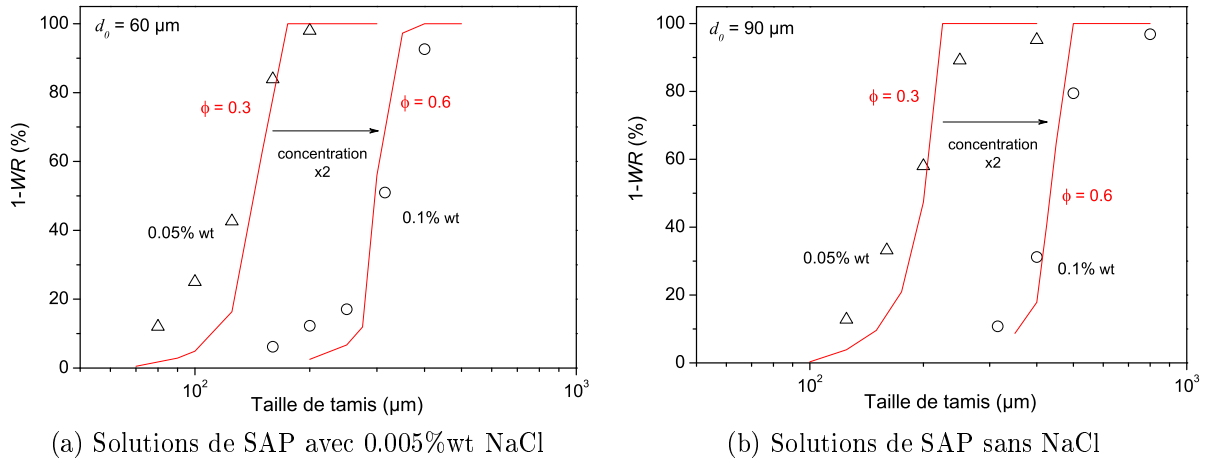 d₀ = 60 µm
1-WR (%)
100
80
60
40
20
0
ϕ = 0.3
ϕ = 0.6
concentration
x2
0.05% wt
0.1% wt
10²
10³
Taille de tamis (µm)
(a) Solutions de SAP avec 0.005%wt NaCl
d₀ = 90 µm
1-WR (%)
100
80
60
40
20
0
ϕ = 0.3
concentration
x2
ϕ = 0.6
0.05% wt
0.1% wt
10²
10³
Taille de tamis (µm)
(b) Solutions de SAP sans NaCl